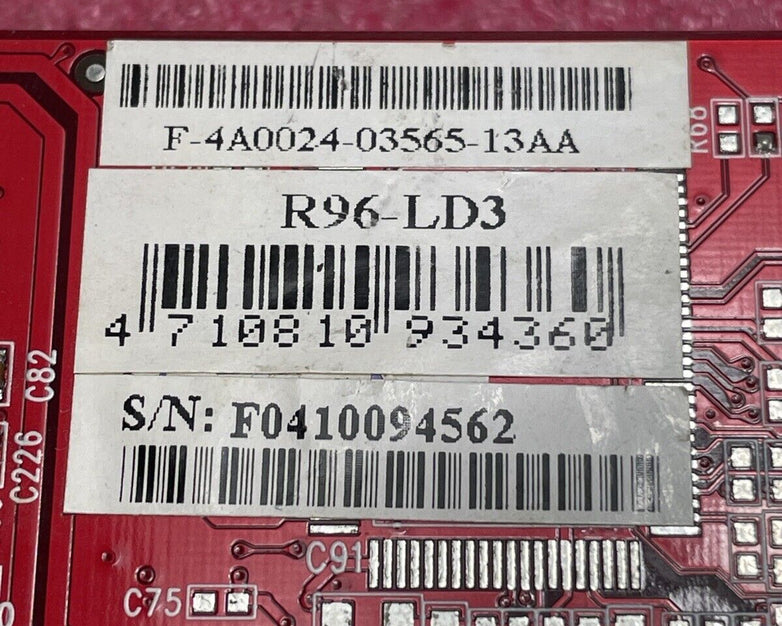 F-4A0024-03565-13AA
R68
R96-LD3
4 710810 934360
C82
S/N: F0410094562
C226
C91
C75